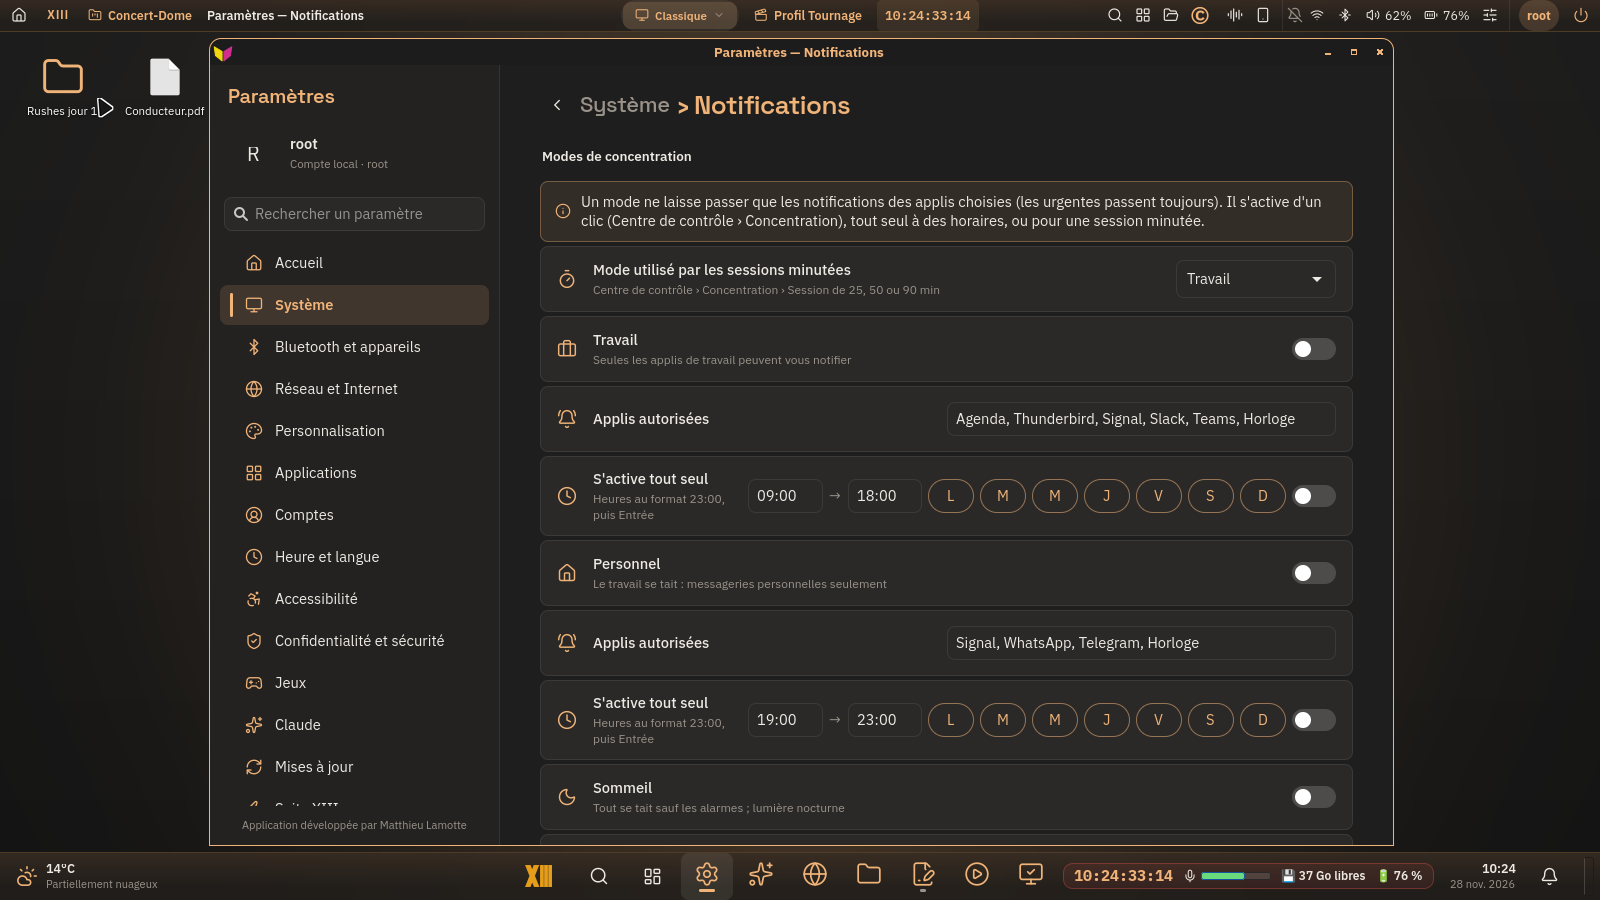 XIII Concert-Dome Paramètres — Notifications Classique Profil Tournage 10:24:33:14 62% 76% root
Rushes jour 1
Conducteur.pdf
Paramètres — Notifications
Paramètres
root
Compte local · root
Rechercher un paramètre
Accueil
Système
Bluetooth et appareils
Réseau et Internet
Personnalisation
Applications
Comptes
Heure et langue
Accessibilité
Confidentialité et sécurité
Jeux
Claude
Mises à jour
Suite XIII
Application développée par Matthieu Lamotte
Système > Notifications
Modes de concentration
Un mode ne laisse passer que les notifications des applis choisies (les urgentes passent toujours). Il s'active d'un
clic (Centre de contrôle › Concentration), tout seul à des horaires, ou pour une session minutée.
Mode utilisé par les sessions minutées
Centre de contrôle › Concentration › Session de 25, 50 ou 90 min
Travail
Travail
Seules les applis de travail peuvent vous notifier
Applis autorisées
Agenda, Thunderbird, Signal, Slack, Teams, Horloge
S'active tout seul
Heures au format 23:00,
puis Entrée
09:00 → 18:00 L M M J V S D
Personnel
Le travail se tait : messageries personnelles seulement
Applis autorisées
Signal, WhatsApp, Telegram, Horloge
S'active tout seul
Heures au format 23:00,
puis Entrée
19:00 → 23:00 L M M J V S D
Sommeil
Tout se tait sauf les alarmes ; lumière nocturne
14°C
Partiellement nuageux
XIII
10:24:33:14 37 Go libres 76 %
10:24
28 nov. 2026